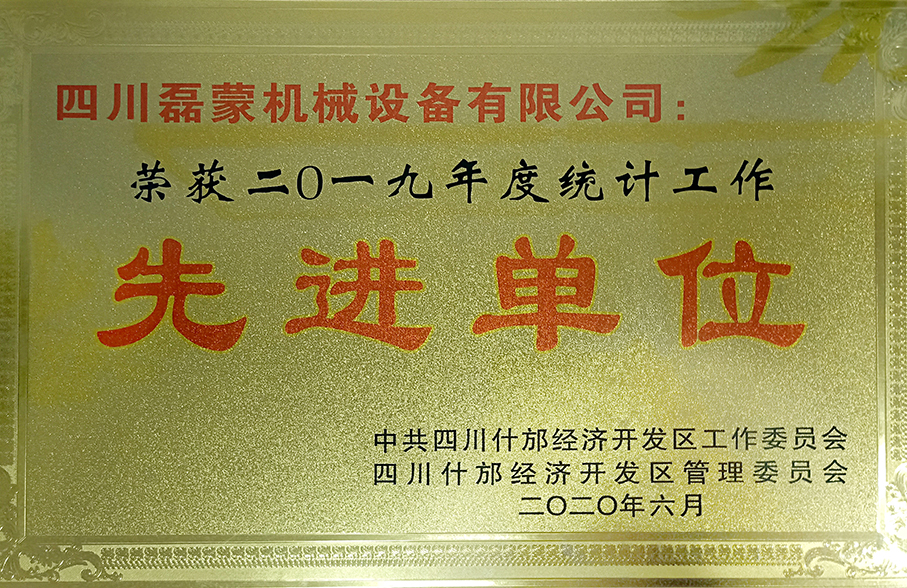 四川磊蒙机械设备有限公司：
荣获二O一九年度统计工作
先进单位
中共四川什邡经济开发区工作委员会
四川什邡经济开发区管理委员会
二O二O年六月